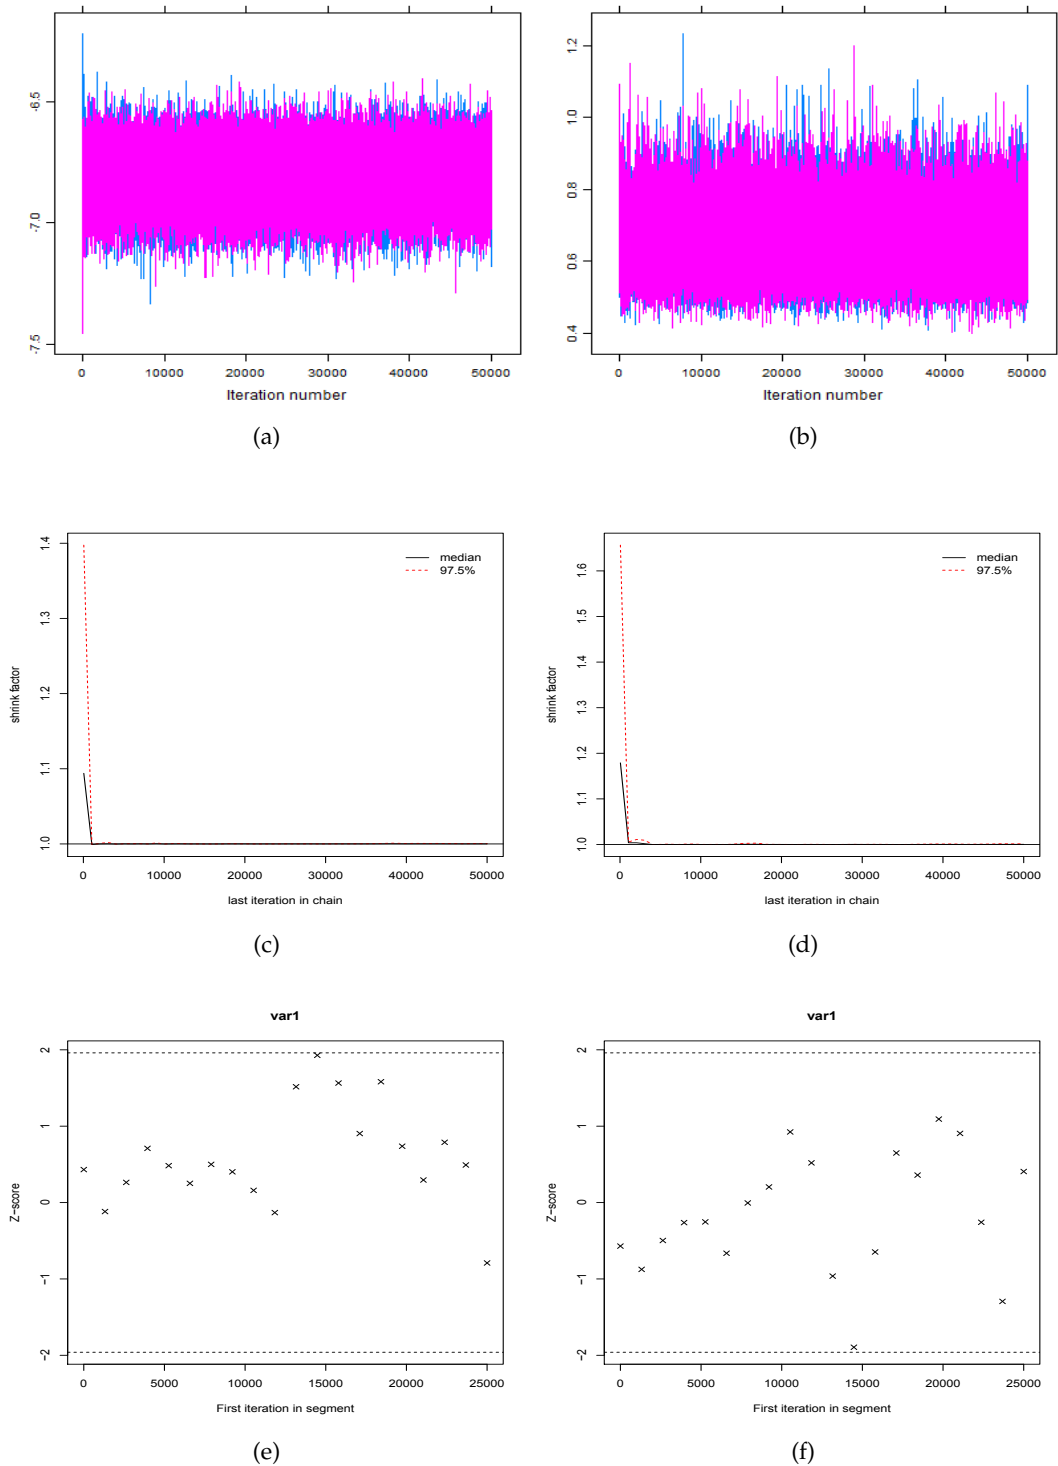 -6.5
-7.0
-7.5
0 10000 20000 30000 40000 50000
Iteration number
(a)
1.2
1.0
0.8
0.6
0.4
0 10000 20000 30000 40000 50000
Iteration number
(b)
1.4
1.3
1.2
1.1
1.0
shrink factor
median
97.5%
0 10000 20000 30000 40000 50000
last iteration in chain
(c)
1.6
1.5
1.4
1.3
1.2
1.1
1.0
shrink factor
median
97.5%
0 10000 20000 30000 40000 50000
last iteration in chain
(d)
var1
2
1
0
-1
-2
Z-score
0 5000 10000 15000 20000 25000
First iteration in segment
(e)
var1
2
1
0
-1
-2
Z-score
0 5000 10000 15000 20000 25000
First iteration in segment
(f)